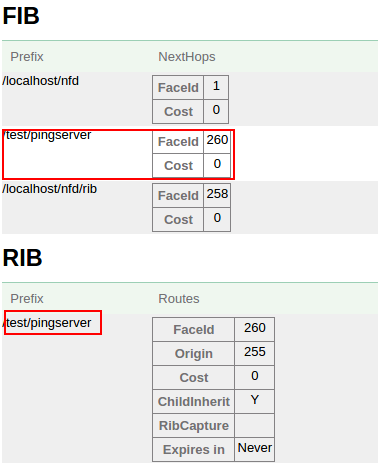 FIB
Prefix NextHops
/localhost/nfd FaceId 1
Cost 0
/test/pingserver FaceId 260
Cost 0
/localhost/nfd/rib FaceId 258
Cost 0
RIB
Prefix Routes
/test/pingserver FaceId 260
Origin 255
Cost 0
ChildInherit Y
RibCapture
Expires in Never